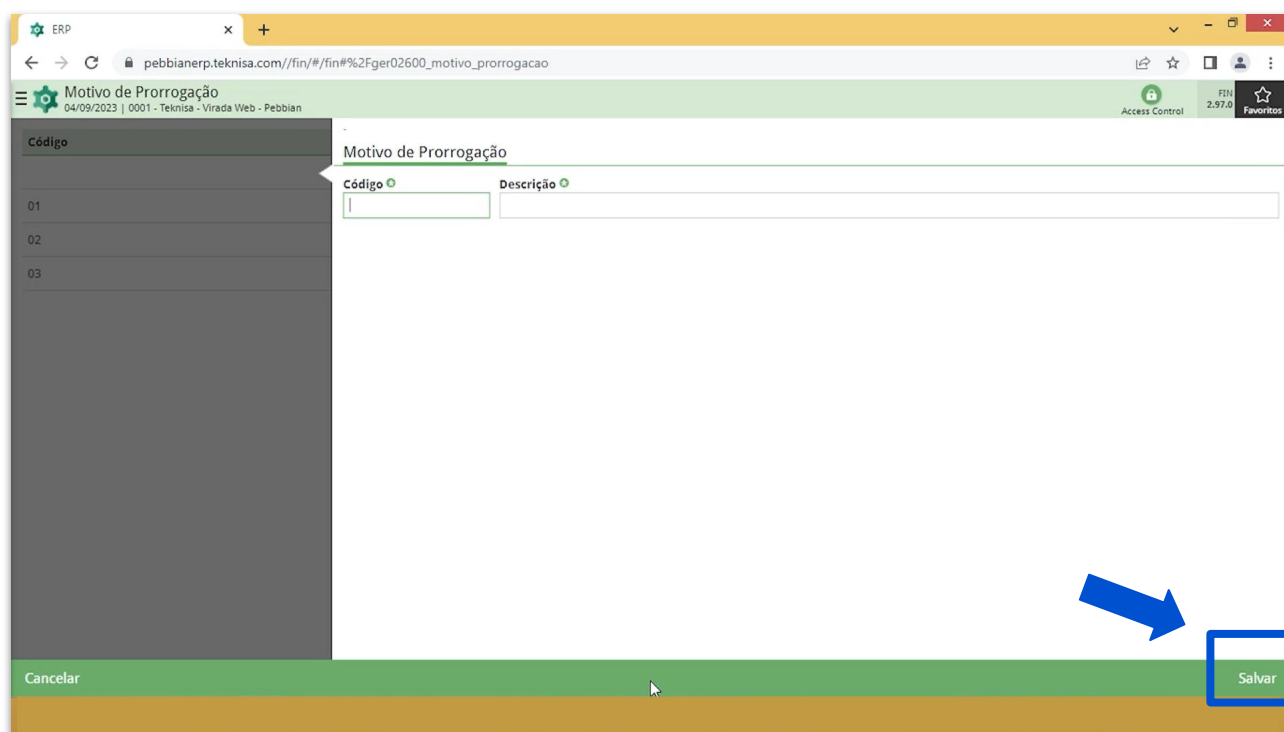 ERP
pebbianerp.teknisa.com//fin/#/fin#%2Fger02600_motivo_prorrogacao
Motivo de Prorrogação
04/09/2023 | 0001 - Teknisa - Virada Web - Pebbian
Access Control
FIN
2.97.0
Favoritos
Código
01
02
03
-
Motivo de Prorrogação
Código
Descrição
Cancelar
Salvar